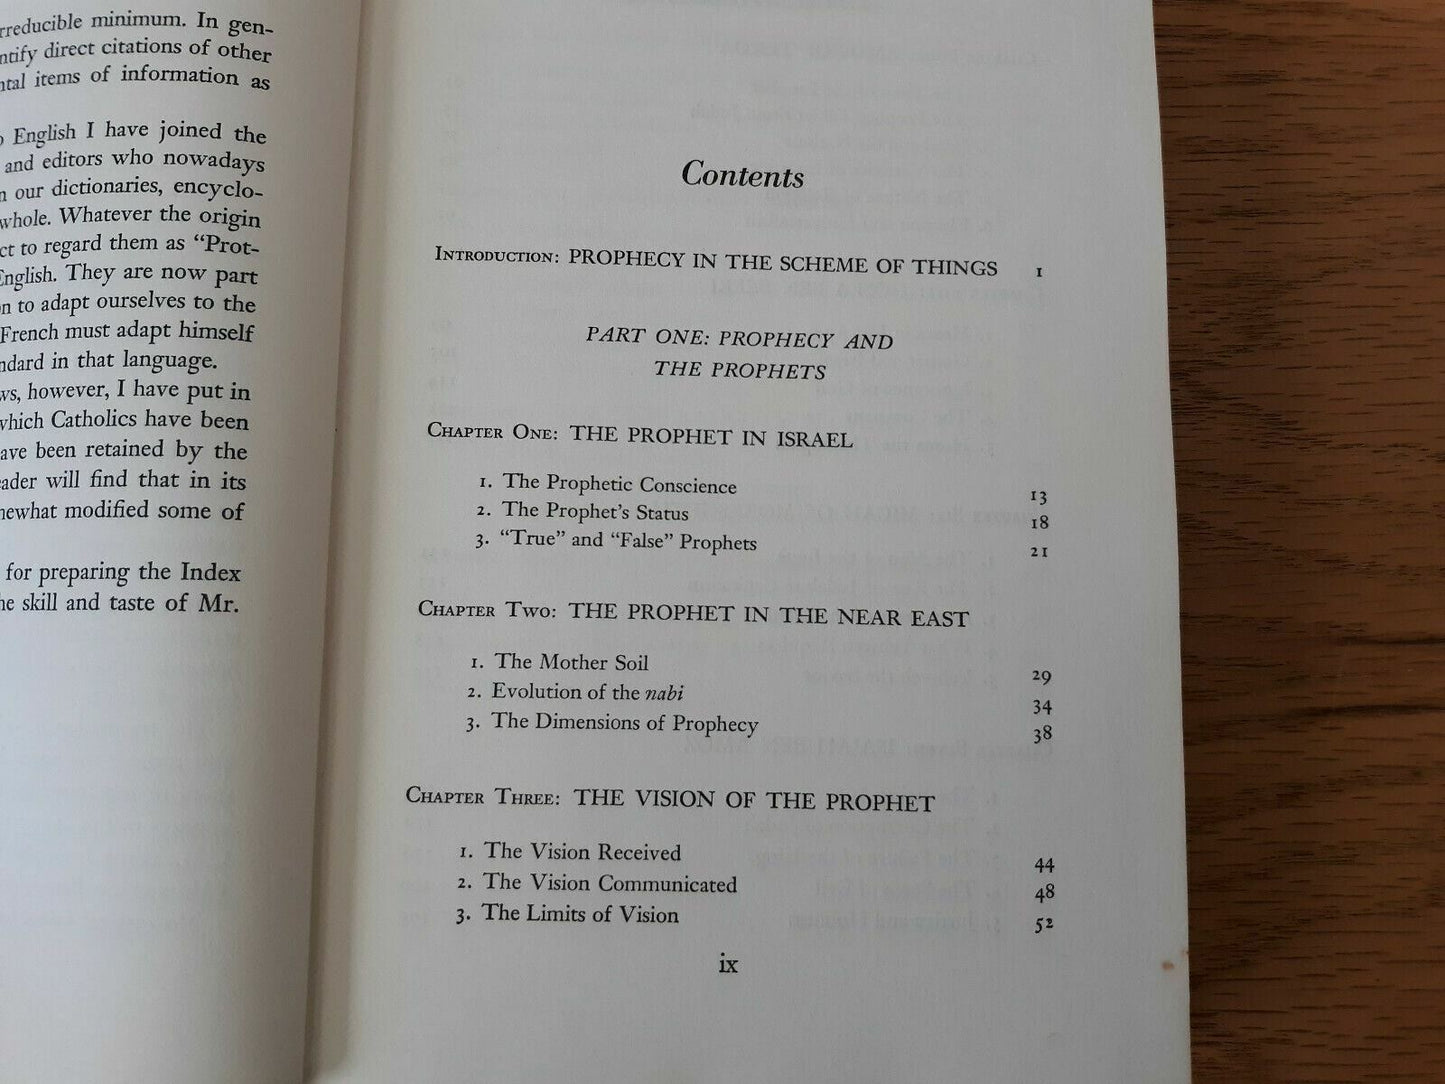 rreducible minimum. In gen-
ntify direct citations of other
ntal items of information as
English I have joined the
and editors who nowadays
n our dictionaries, encyclo-
whole. Whatever the origin
ct to regard them as “Prot-
English. They are now part
on to adapt ourselves to the
French must adapt himself
ndard in that language.
ws, however, I have put in
which Catholics have been
ave been retained by the
ader will find that in its
mewhat modified some of
for preparing the Index
he skill and taste of Mr.
Contents
Introduction: PROPHECY IN THE SCHEME OF THINGS 1
PART ONE: PROPHECY AND
THE PROPHETS
Chapter One: THE PROPHET IN ISRAEL
1. The Prophetic Conscience 13
2. The Prophet's Status 18
3. “True” and “False” Prophets 21
Chapter Two: THE PROPHET IN THE NEAR EAST
1. The Mother Soil 29
2. Evolution of the nabi 34
3. The Dimensions of Prophecy 38
Chapter Three: THE VISION OF THE PROPHET
1. The Vision Received 44
2. The Vision Communicated 48
3. The Limits of Vision 52
ix